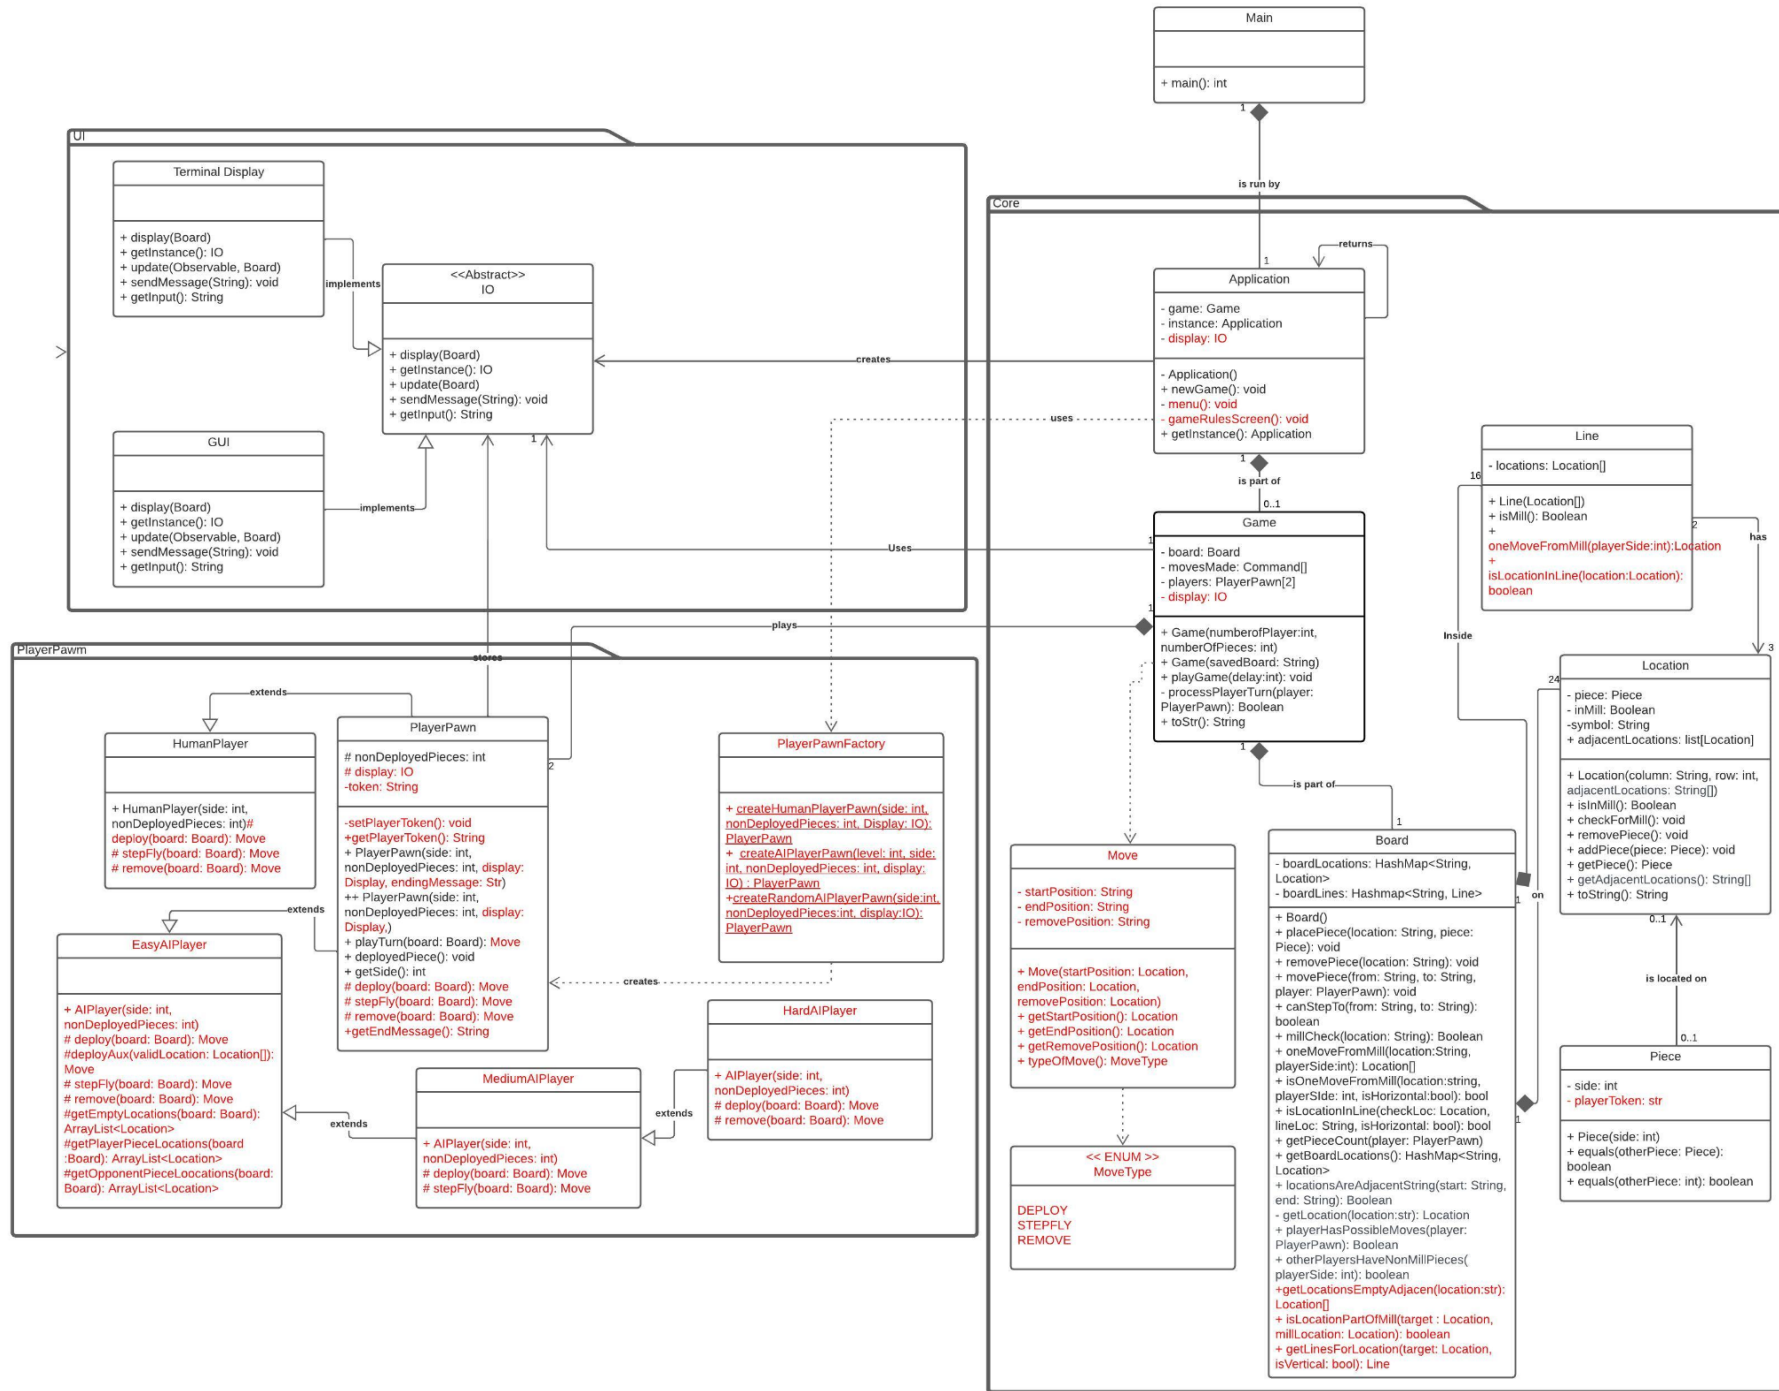 Main
+ main(): int
1
is run by
1
UI
Terminal Display
+ display(Board)
+ getInstance(): IO
+ update(Observable, Board)
+ sendMessage(String): void
+ getInput(): String
implements
<<Abstract>>
IO
+ display(Board)
+ getInstance(): IO
+ update(Board)
+ sendMessage(String): void
+ getInput(): String
1
GUI
+ display(Board)
+ getInstance(): IO
+ update(Observable, Board)
+ sendMessage(String): void
+ getInput(): String
implements
creates
uses
Uses
plays
stores
Core
returns
Application
- game: Game
- instance: Application
- display: IO
- Application()
+ newGame(): void
- menu(): void
- gameRulesScreen(): void
+ getInstance(): Application
1
is part of
0..1
Game
1
- board: Board
- movesMade: Command[]
- players: PlayerPawn[2]
- display: IO
1
+ Game(numberofPlayer:int,
numberOfPieces: int)
+ Game(savedBoard: String)
+ playGame(delay:int): void
- processPlayerTurn(player:
PlayerPawn): Boolean
+ toStr(): String
1
is part of
1
Line
- locations: Location[]
16
+ Line(Location[])
+ isMill(): Boolean
+
oneMoveFromMill(playerSide:int):Location
+
isLocationInLine(location:Location):
boolean
2
has
3
Inside
Location
24
- piece: Piece
- inMill: Boolean
-symbol: String
+ adjacentLocations: list[Location]
+ Location(column: String, row: int,
adjacentLocations: String[])
+ isInMill(): Boolean
+ checkForMill(): void
+ removePiece(): void
+ addPiece(piece: Piece): void
+ getPiece(): Piece
+ getAdjacentLocations(): String[]
+ toString(): String
0..1
is located on
0..1
Piece
- side: int
- playerToken: str
+ Piece(side: int)
+ equals(otherPiece: Piece):
boolean
+ equals(otherPiece: int): boolean
Board
- boardLocations: HashMap<String,
Location>
- boardLines: Hashmap<String, Line>
1
on
+ Board()
+ placePiece(location: String, piece:
Piece): void
+ removePiece(location: String): void
+ movePiece(from: String, to: String,
player: PlayerPawn): void
+ canStepTo(from: String, to: String):
boolean
+ millCheck(location: String): Boolean
+ oneMoveFromMill(location:String,
playerSide:int): Location[]
+ isOneMoveFromMill(location:string,
playerSIde: int, isHorizontal:bool): bool
+ isLocationInLine(checkLoc: Location,
lineLoc: String, isHorizontal: bool): bool
+ getPieceCount(player: PlayerPawn)
+ getBoardLocations(): HashMap<String,
Location>
+ locationsAreAdjacentString(start: String,
end: String): Boolean
- getLocation(location:str): Location
+ playerHasPossibleMoves(player:
PlayerPawn): Boolean
+ otherPlayersHaveNonMillPieces(
playerSide: int): boolean
+getLocationsEmptyAdjacen(location:str):
Location[]
+ isLocationPartOfMill(target : Location,
millLocation: Location): boolean
+ getLinesForLocation(target: Location,
isVertical: bool): Line
1
Move
- startPosition: String
- endPosition: String
- removePosition: String
+ Move(startPosition: Location,
endPosition: Location,
removePosition: Location)
+ getStartPosition(): Location
+ getEndPosition(): Location
+ getRemovePosition(): Location
+ typeOfMove(): MoveType
<< ENUM >>
MoveType
DEPLOY
STEPFLY
REMOVE
PlayerPawm
extends
HumanPlayer
+ HumanPlayer(side: int,
nonDeployedPieces: int)#
deploy(board: Board): Move
# stepFly(board: Board): Move
# remove(board: Board): Move
PlayerPawn
# nonDeployedPieces: int
# display: IO
-token: String
2
-setPlayerToken(): void
+getPlayerToken(): String
+ PlayerPawn(side: int,
nonDeployedPieces: int, display:
Display, endingMessage: Str)
++ PlayerPawn(side: int,
nonDeployedPieces: int, display:
Display,)
+ playTurn(board: Board): Move
+ deployedPiece(): void
+ getSide(): int
# deploy(board: Board): Move
# stepFly(board: Board): Move
# remove(board: Board): Move
+getEndMessage(): String
PlayerPawnFactory
+ createHumanPlayerPawn(side: int,
nonDeployedPieces: int, Display: IO):
PlayerPawn
+ createAIPlayerPawn(level: int, side:
int, nonDeployedPieces: int, display:
IO) : PlayerPawn
+createRandomAIPlayerPawn(side:int,
nonDeployedPieces:int, display:IO):
PlayerPawn
creates
extends
EasyAIPlayer
+ AIPlayer(side: int,
nonDeployedPieces: int)
# deploy(board: Board): Move
#deployAux(validLocation: Location[]):
Move
# stepFly(board: Board): Move
# remove(board: Board): Move
#getEmptyLocations(board: Board):
ArrayList<Location>
#getPlayerPieceLocations(board
:Board): ArrayList<Location>
#getOpponentPieceLoocations(board:
Board): ArrayList<Location>
extends
MediumAIPlayer
+ AIPlayer(side: int,
nonDeployedPieces: int)
# deploy(board: Board): Move
# stepFly(board: Board): Move
extends
HardAIPlayer
+ AIPlayer(side: int,
nonDeployedPieces: int)
# deploy(board: Board): Move
# remove(board: Board): Move